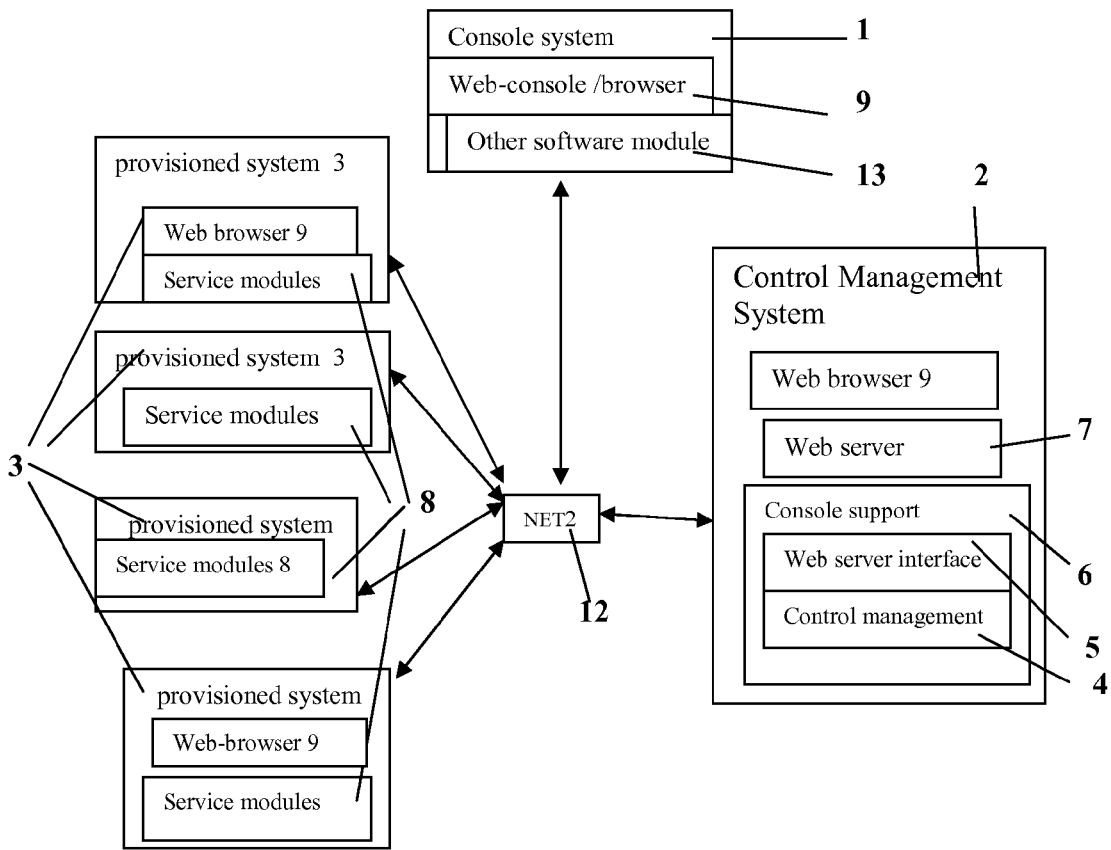 Console system
1
Web-console /browser
9
Other software module
13
provisioned system 3
Web browser 9
Service modules
provisioned system 3
Service modules
3
provisioned system
Service modules 8
8
provisioned system
Web-browser 9
Service modules
NET2
12
2
Control Management
System
Web browser 9
Web server
7
Console support
6
Web server interface
5
Control management
4